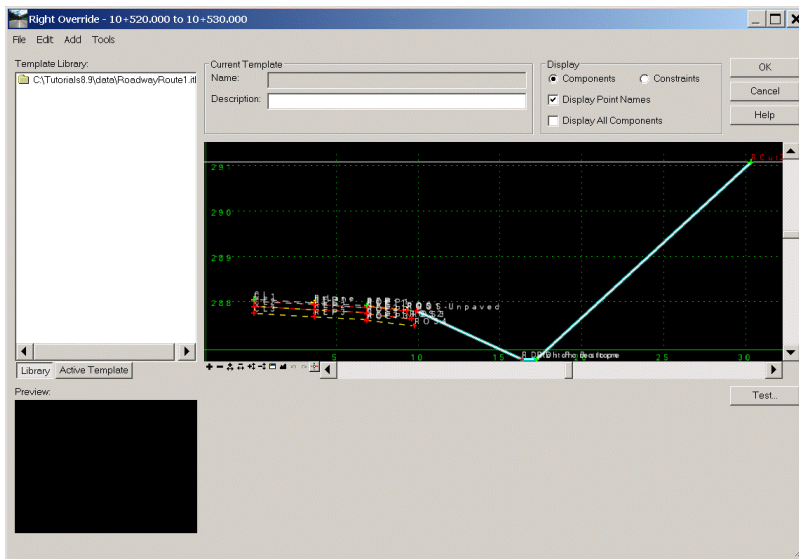 Right Override - 10+520.000 to 10+530.000
File Edit Add Tools
Template Library:
C:\Tutorials8.9\data\RoadwayRoute1.itl
Current Template
Name:
Description:
Display
Components Constraints
Display Point Names
Display All Components
OK
Cancel
Help
291
290
289
288
-Unpaved
ROS4
5 10 15 20 25 30
Library Active Template
Preview:
Test...